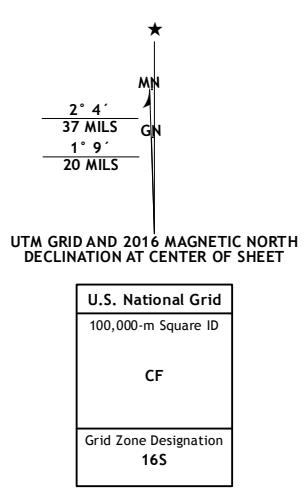 MN
2° 4´
37 MILS
GN
1° 9´
20 MILS
UTM GRID AND 2016 MAGNETIC NORTH
DECLINATION AT CENTER OF SHEET
U.S. National Grid
100,000-m Square ID
CF
Grid Zone Designation
16S